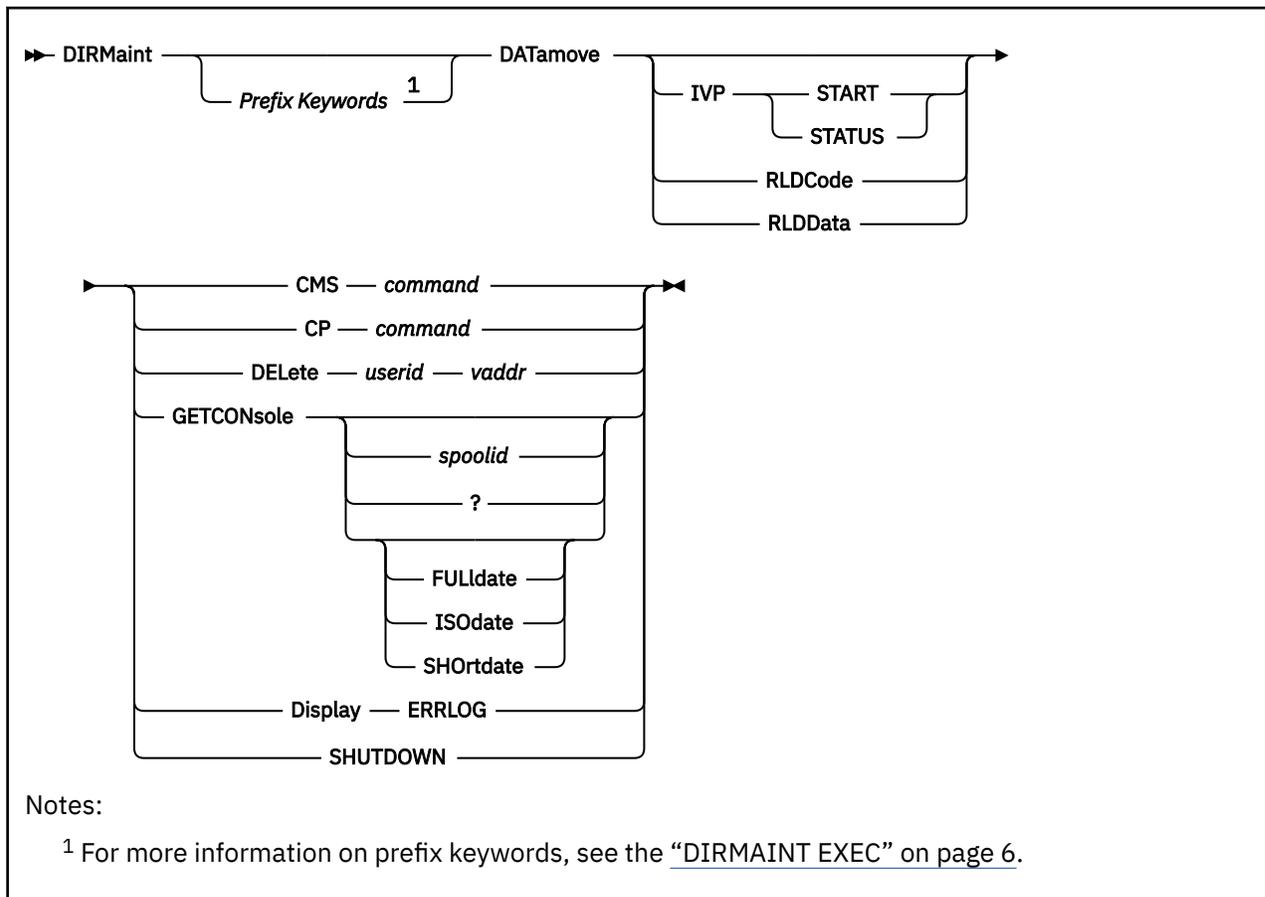 DIRMaint Prefix Keywords 1 DATamove
IVP START
STATUS
RLDCode
RLDData
CMS command
CP command
DELete userid vaddr
GETCONsole
spoolid
?
FULldate
ISOdate
SHOrtdate
Display ERRLOG
SHUTDOWN
Notes:
1 For more information on prefix keywords, see the “DIRMAINT EXEC” on page 6.